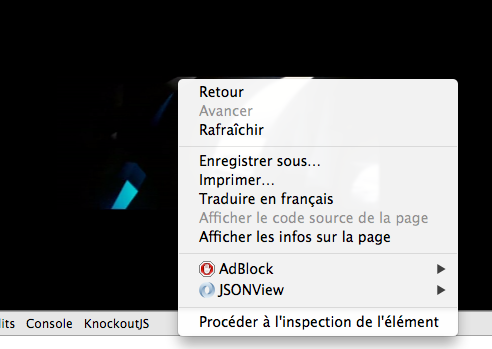 Retour
Avancer
Rafraîchir
Enregistrer sous...
Imprimer...
Traduire en français
Afficher le code source de la page
Afficher les infos sur la page
AdBlock
JSONView
Procéder à l'inspection de l'élément
Console KnockoutJS